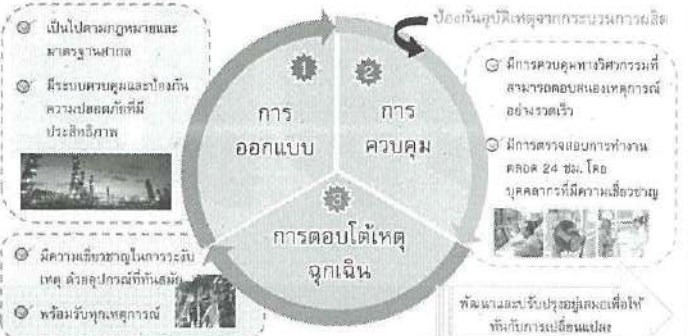 ป้องกันอุบัติเหตุจากกระบวนการผลิต
เป็นไปตามกฎหมายและ
มาตรฐานสากล
มีระบบควบคุมและป้องกัน
ความปลอดภัยที่มี
ประสิทธิภาพ
1
การ
ออกแบบ
2
การ
ควบคุม
มีการควบคุมทางวิศวกรรมที่
สามารถตอบสนองเหตุการณ์
อย่างรวดเร็ว
มีการตรวจสอบการทำงาน
ตลอด 24 ชม. โดย
บุคลากรที่มีความเชี่ยวชาญ
3
การตอบโต้เหตุ
ฉุกเฉิน
มีความเชี่ยวชาญในการระงับ
เหตุ ด้วยอุปกรณ์ที่ทันสมัย
พร้อมรับทุกเหตุการณ์
พัฒนาและปรับปรุงอยู่เสมอเพื่อให้
ทันกับการเปลี่ยนแปลง